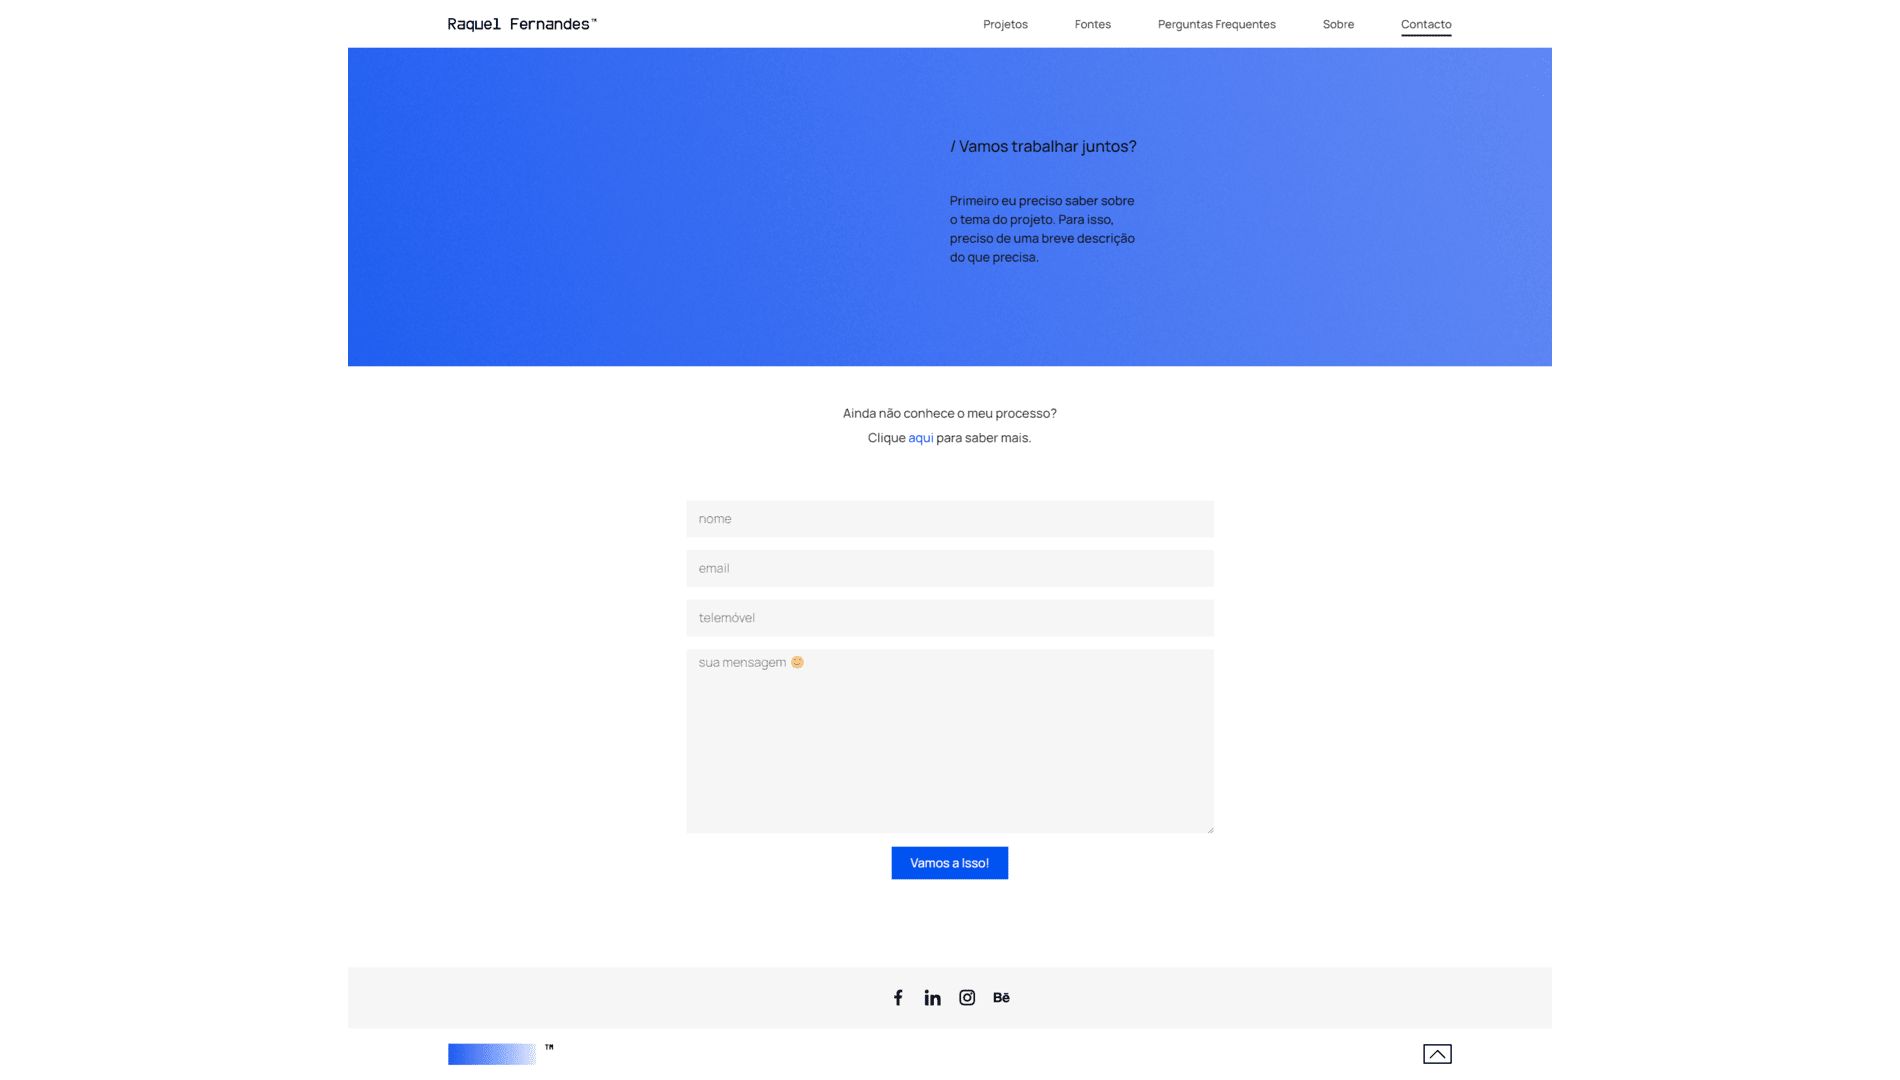 Raquel Fernandes™
Projetos
Fontes
Perguntas Frequentes
Sobre
Contacto
/ Vamos trabalhar juntos?
Primeiro eu preciso saber sobre
o tema do projeto. Para isso,
preciso de uma breve descrição
do que precisa.
Ainda não conhece o meu processo?
Clique aqui para saber mais.
nome
email
telemóvel
sua mensagem 😊
Vamos a Isso!
f
in
Bē
™